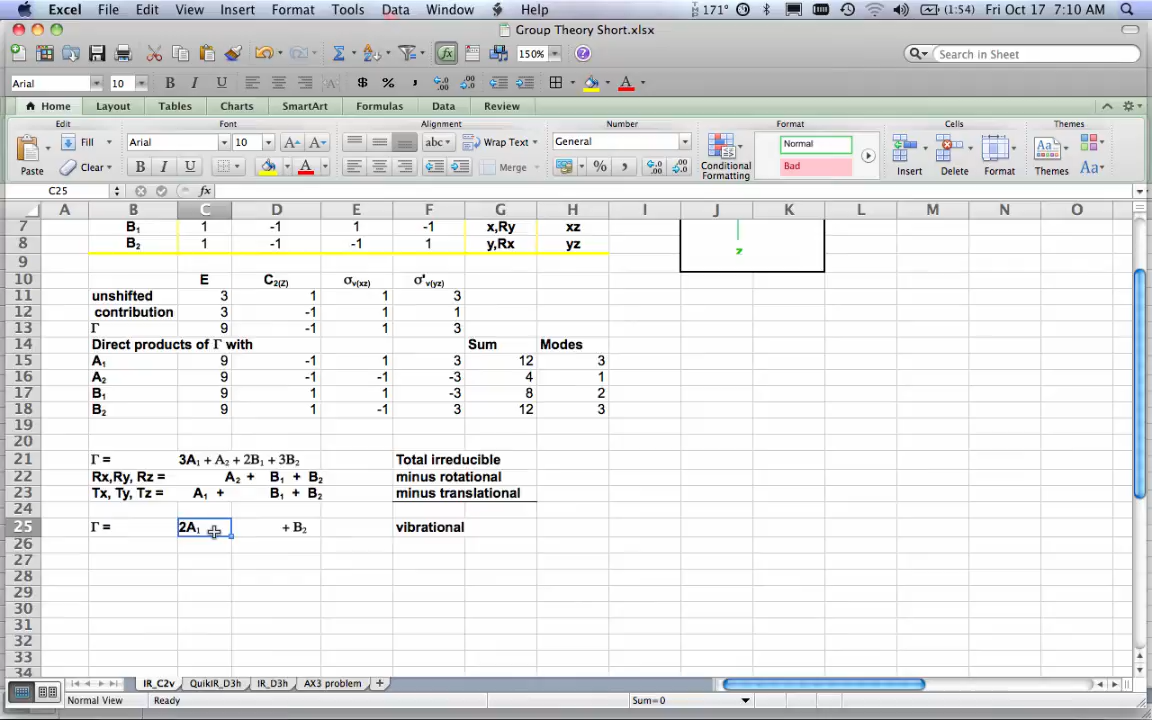 Excel File Edit View Insert Format Tools Data Window Help 171° (1:54) Fri Oct 17 7:10 AM
Group Theory Short.xlsx
150% Search in Sheet
Arial 10 B I U $ %
Home Layout Tables Charts SmartArt Formulas Data Review
Edit Font Alignment Number Format Cells Themes
Fill Arial 10 abc Wrap Text General Normal
Paste Clear B I U Merge % Conditional Formatting Bad Insert Delete Format Themes Aa
C25 fx
A B C D E F G H I J K L M N O
7 B₁ 1 -1 1 -1 x,Ry xz
8 B₂ 1 -1 -1 1 y,Rx yz z
9
10 E C₂(Z) σv(xz) σ'v(yz)
11 unshifted 3 1 1 3
12 contribution 3 -1 1 1
13 Γ 9 -1 1 3
14 Direct products of Γ with Sum Modes
15 A₁ 9 -1 1 3 12 3
16 A₂ 9 -1 -1 -3 4 1
17 B₁ 9 1 1 -3 8 2
18 B₂ 9 1 -1 3 12 3
19
20
21 Γ = 3A₁ + A₂ + 2B₁ + 3B₂ Total irreducible
22 Rx,Ry, Rz = A₂ + B₁ + B₂ minus rotational
23 Tx, Ty, Tz = A₁ + B₁ + B₂ minus translational
24
25 Γ = 2A₁ + B₂ vibrational
26
27
28
29
30
31
32
33
34
IR_C2v QuikIR_D3h IR_D3h AX3 problem
Normal View Ready Sum=0